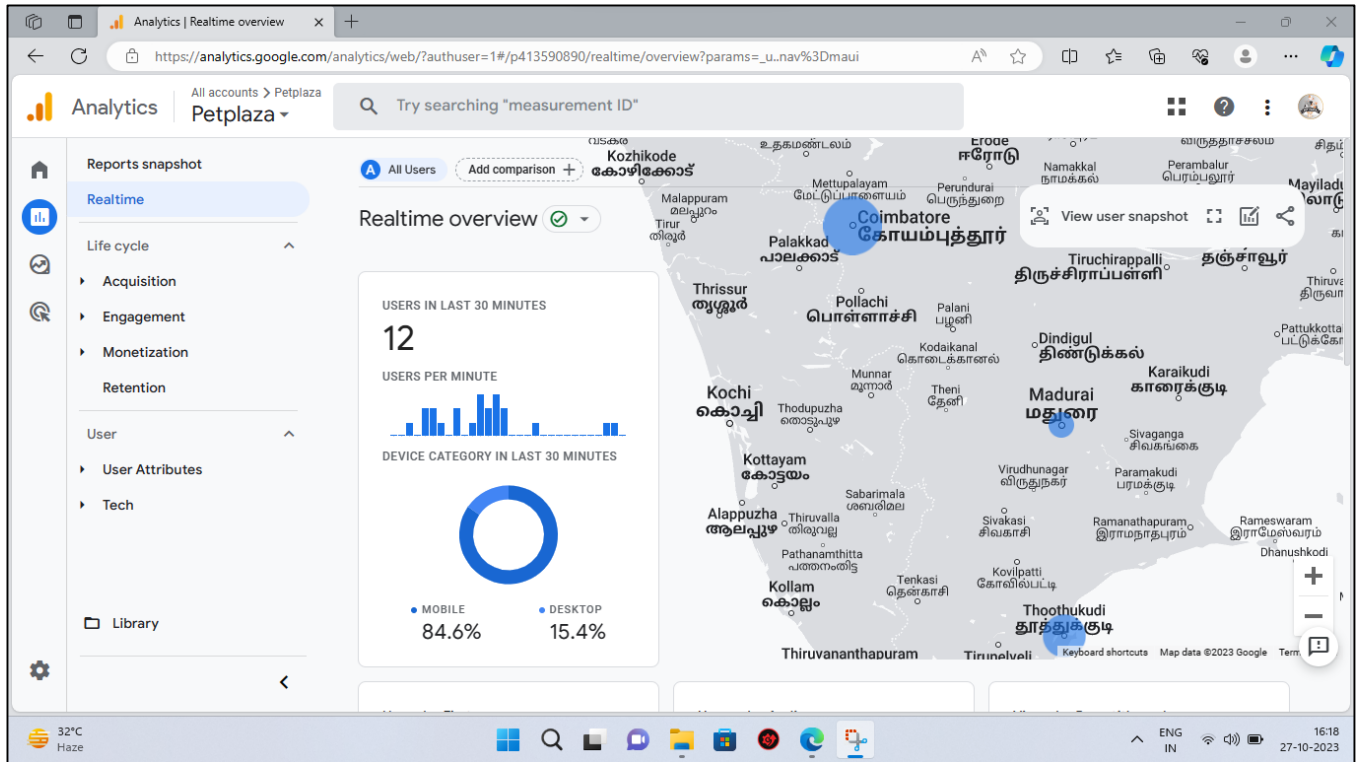 Analytics | Realtime overview
https://analytics.google.com/analytics/web/?authuser=1#/p413590890/realtime/overview?params=_u..nav%3Dmaui
Analytics
All accounts > Petplaza
Petplaza
Try searching "measurement ID"
Reports snapshot
Realtime
Life cycle
Acquisition
Engagement
Monetization
Retention
User
User Attributes
Tech
Library
A All Users
Add comparison +
Realtime overview
USERS IN LAST 30 MINUTES
12
USERS PER MINUTE
DEVICE CATEGORY IN LAST 30 MINUTES
MOBILE
84.6%
DESKTOP
15.4%
View user snapshot
உதகமண்டலம்
Erode
ஈரோடு
Kozhikode
கோഴிக்கோட்
Namakkal
நாமக்கல்
Perambalur
பெரம்பலூர்
Malappuram
മലപ്പുറം
Mettupalayam
மேட்டுப்பாளையம்
Perundurai
பெருந்துறை
Tirur
തിരൂർ
Coimbatore
கோயம்புத்தூர்
Palakkad
பாலக்காடு
Tiruchirappalli
திருச்சிராப்பள்ளி
தஞ்சாவூர்
Thrissur
തൃശ്ശൂർ
Pollachi
பொள்ளாச்சி
Palani
பழனி
Kodaikanal
கொடைக்கானல்
Dindigul
திண்டுக்கல்
Munnar
മൂന്നാർ
Karaikudi
காரைக்குடி
Theni
தேனி
Madurai
மதுரை
Kochi
கொச்சி
Thodupuzha
തൊടുപുഴ
Sivaganga
சிவகங்கை
Kottayam
கோட்டயம்
Virudhunagar
விருதுநகர்
Paramakudi
பரமக்குடி
Sabarimala
ശബരിമല
Alappuzha
ആലപ്പുഴ
Thiruvalla
തിരുവല്ല
Sivakasi
சிவகாசி
Ramanathapuram
இராமநாதபுரம்
Rameswaram
இராமேஸ்வரம்
Dhanushkodi
Pathanamthitta
പത്തനംതിട്ട
Kovilpatti
கோவில்பட்டி
Tenkasi
தென்காசி
Kollam
கொல்லம்
Thoothukudi
தூத்துக்குடி
Thiruvananthapuram
Tirunelveli
Keyboard shortcuts
Map data ©2023 Google
32°C
Haze
ENG
IN
16:18
27-10-2023